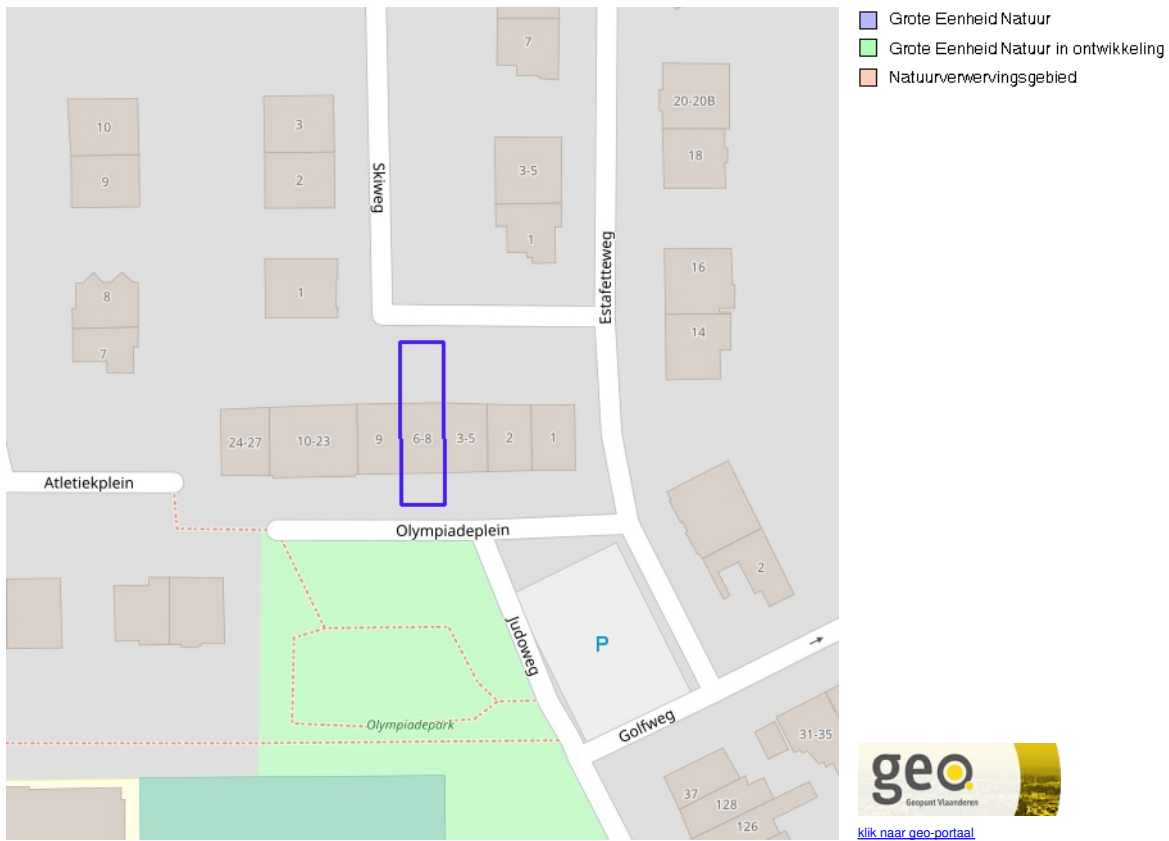 Grote Eenheid Natuur
Grote Eenheid Natuur in ontwikkeling
Natuurverwervingsgebied
7
20-20B
10
3
18
Skiweg
3-5
9
2
1
Estafetteweg
16
8
1
14
7
24-27
10-23
9
6-8
3-5
2
1
Atletiekplein
Olympiadeplein
2
Judoweg
P
Olympiadepark
Golfweg
31-35
37
128
126
geo.
Geopunt Vlaanderen
klik naar geo-portaal